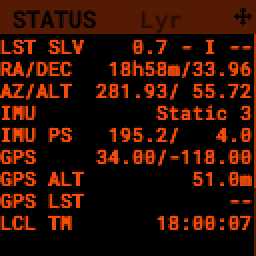 STATUS Lyr
LST SLV 0.7 - I --
RA/DEC 18h58m/33.96
AZ/ALT 281.93/ 55.72
IMU Static 3
IMU PS 195.2/ 4.0
GPS 34.00/-118.00
GPS ALT 51.0m
GPS LST --
LCL TM 18:00:07